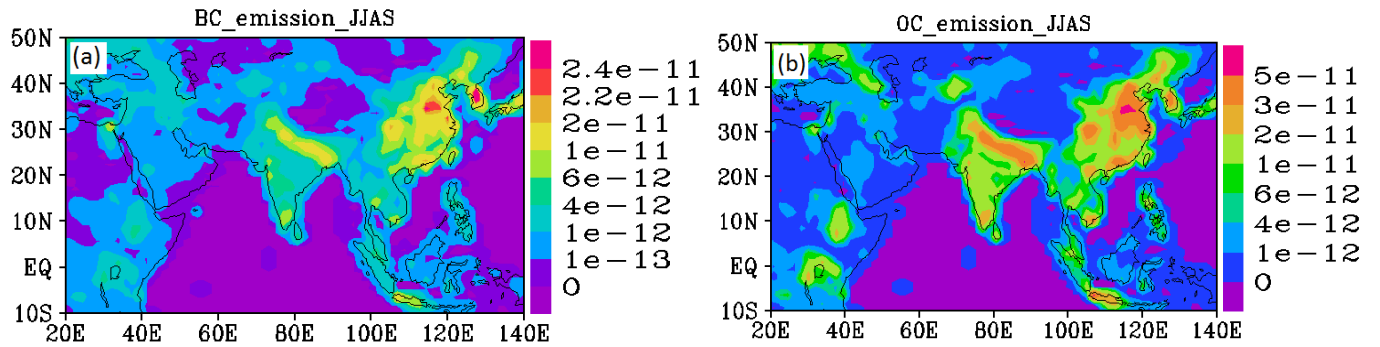 BC_emission_JJAS
(a)
50N
40N
30N
20N
10N
EQ
10S
20E 40E 60E 80E 100E 120E 140E
2.4e-11
2.2e-11
2e-11
1e-11
6e-12
4e-12
1e-12
1e-13
0
OC_emission_JJAS
(b)
50N
40N
30N
20N
10N
EQ
10S
20E 40E 60E 80E 100E 120E 140E
5e-11
3e-11
2e-11
1e-11
6e-12
4e-12
1e-12
0